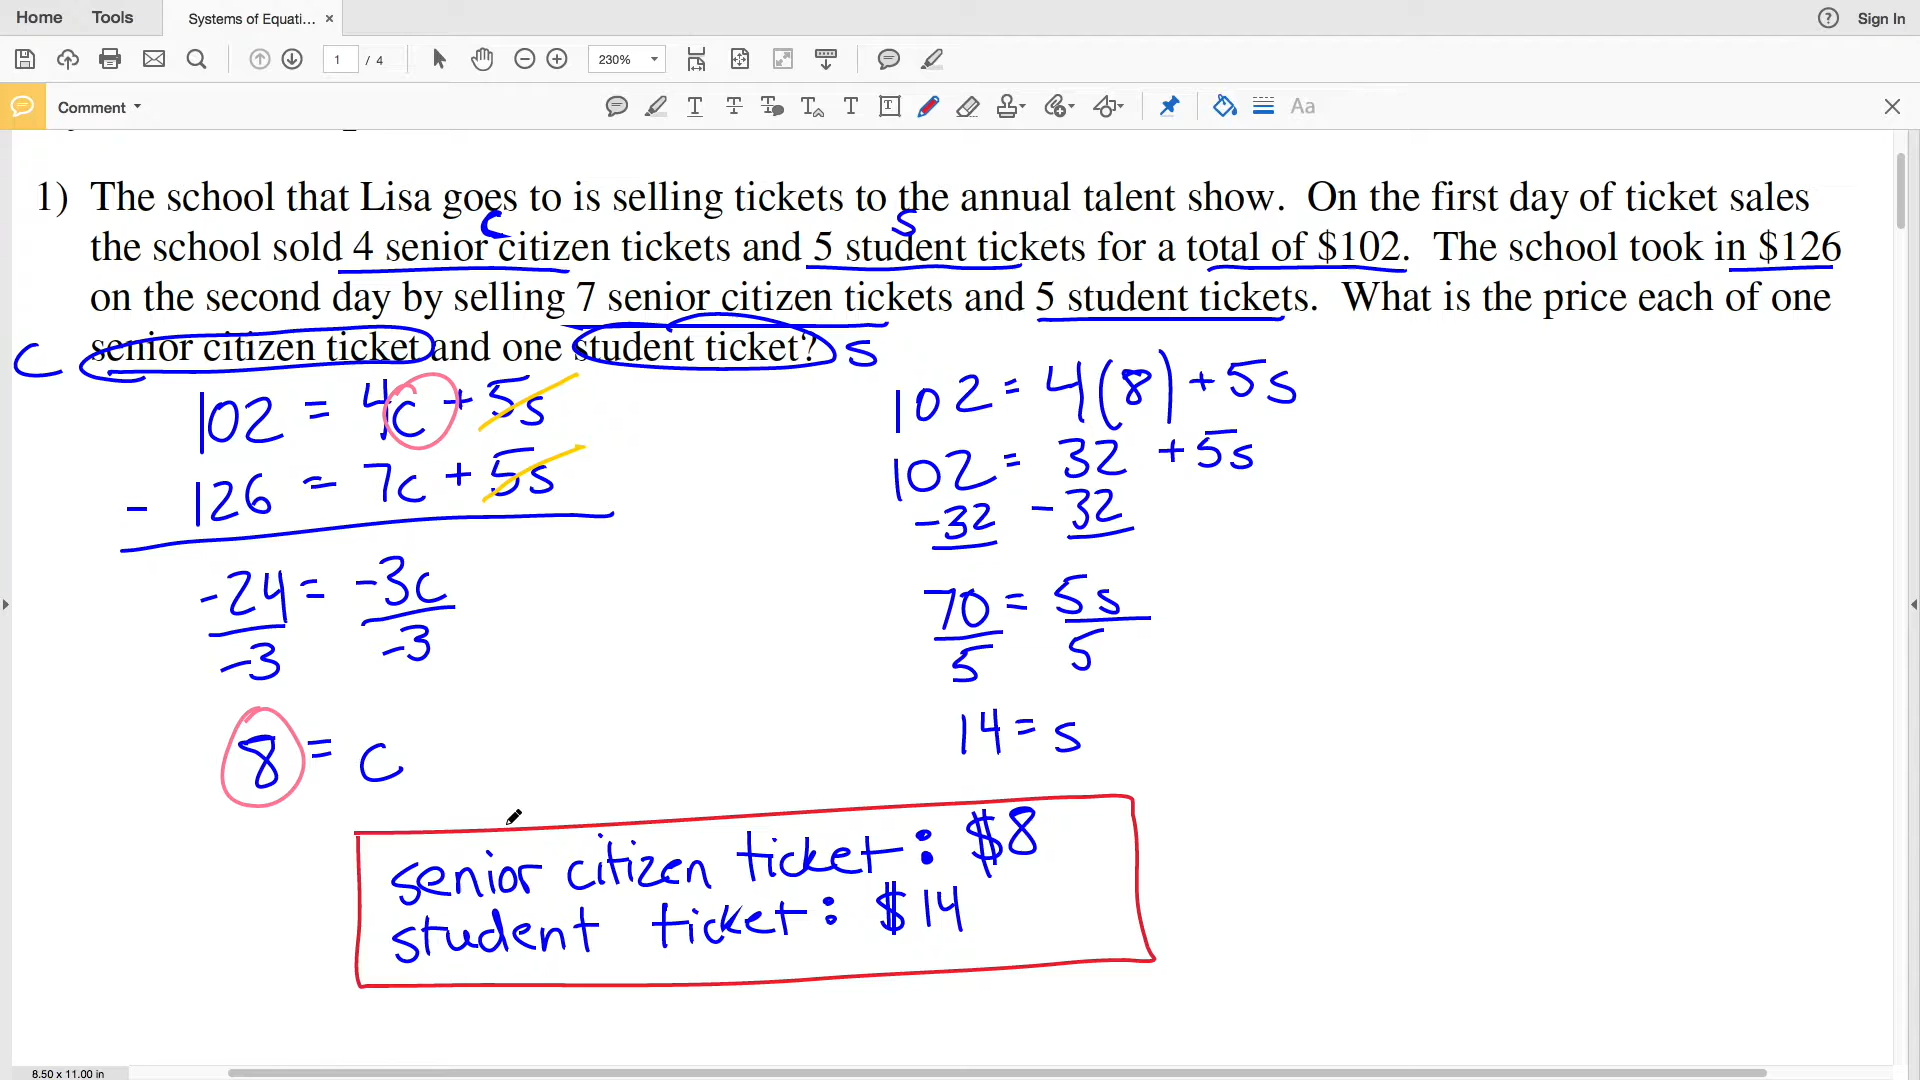 Home Tools Systems of Equati... × ? Sign In
1 / 4 230%
Comment T T T T T T Aa
1) The school that Lisa goes to is selling tickets to the annual talent show. On the first day of ticket sales
c s
the school sold 4 senior citizen tickets and 5 student tickets for a total of $102. The school took in $126
on the second day by selling 7 senior citizen tickets and 5 student tickets. What is the price each of one
c senior citizen ticket and one student ticket? s
102 = 4c + 5s
- 126 = 7c + 5s
-24 = -3c
-3 -3
8 = c
102 = 4(8) + 5s
102 = 32 + 5s
-32 -32
70 = 5s
5 5
14 = s
senior citizen ticket: $8
student ticket: $14
8.50 x 11.00 in